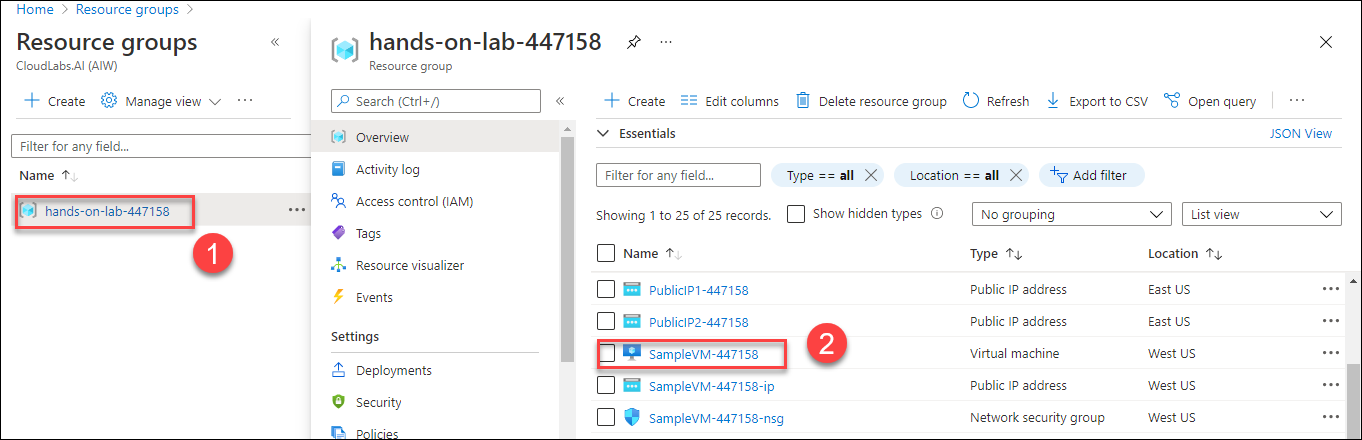 Home > Resource groups >
Resource groups «
CloudLabs.AI (AIW)
+ Create Manage view ...
Filter for any field...
Name ↑↓
hands-on-lab-447158 ...
1
hands-on-lab-447158 ...
Resource group
Search (Ctrl+/) «
Overview
Activity log
Access control (IAM)
Tags
Resource visualizer
Events
Settings
Deployments
Security
Policies
+ Create Edit columns Delete resource group Refresh Export to CSV Open query ...
Essentials JSON View
Filter for any field... Type == all Location == all Add filter
Showing 1 to 25 of 25 records. Show hidden types No grouping List view
Name ↑↓ Type ↑↓ Location ↑↓
PublicIP1-447158 Public IP address East US ...
PublicIP2-447158 Public IP address East US ...
SampleVM-447158 2 Virtual machine West US ...
SampleVM-447158-ip Public IP address West US ...
SampleVM-447158-nsg Network security group West US ...